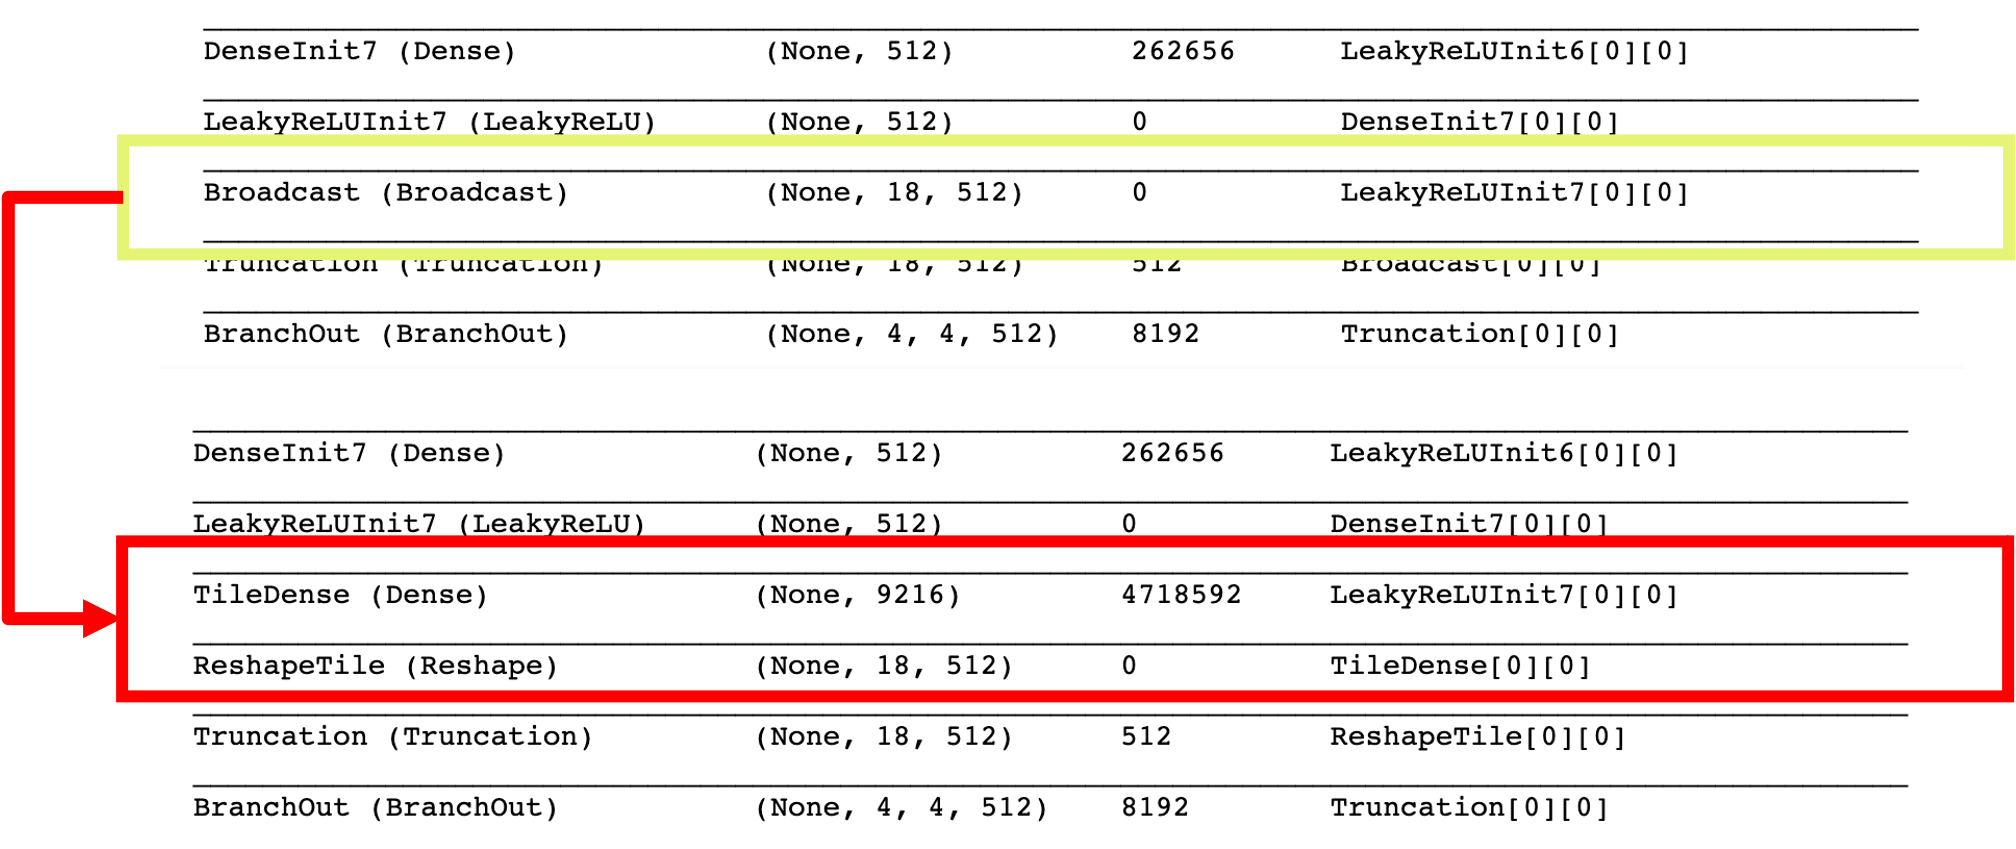 DenseInit7 (Dense) (None, 512) 262656 LeakyReLUInit6[0][0]
LeakyReLUInit7 (LeakyReLU) (None, 512) 0 DenseInit7[0][0]
Broadcast (Broadcast) (None, 18, 512) 0 LeakyReLUInit7[0][0]
Truncation (Truncation) (None, 18, 512) 512 Broadcast[0][0]
BranchOut (BranchOut) (None, 4, 4, 512) 8192 Truncation[0][0]
DenseInit7 (Dense) (None, 512) 262656 LeakyReLUInit6[0][0]
LeakyReLUInit7 (LeakyReLU) (None, 512) 0 DenseInit7[0][0]
TileDense (Dense) (None, 9216) 4718592 LeakyReLUInit7[0][0]
ReshapeTile (Reshape) (None, 18, 512) 0 TileDense[0][0]
Truncation (Truncation) (None, 18, 512) 512 ReshapeTile[0][0]
BranchOut (BranchOut) (None, 4, 4, 512) 8192 Truncation[0][0]